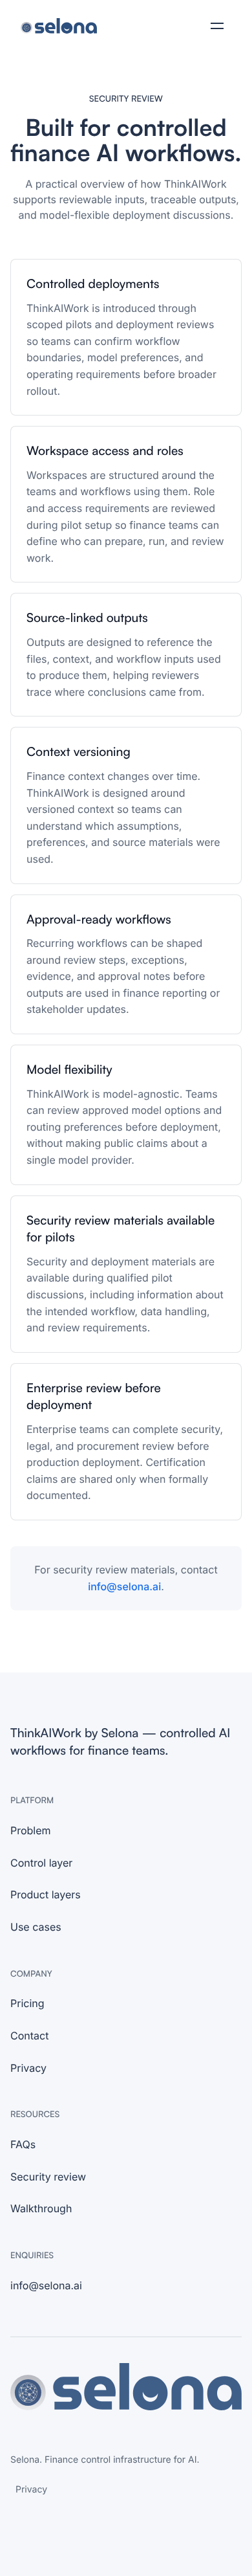 selona
SECURITY REVIEW
Built for controlled
finance AI workflows.
A practical overview of how ThinkAIWork
supports reviewable inputs, traceable outputs,
and model-flexible deployment discussions.
Controlled deployments
ThinkAIWork is introduced through
scoped pilots and deployment reviews
so teams can confirm workflow
boundaries, model preferences, and
operating requirements before broader
rollout.
Workspace access and roles
Workspaces are structured around the
teams and workflows using them. Role
and access requirements are reviewed
during pilot setup so finance teams can
define who can prepare, run, and review
work.
Source-linked outputs
Outputs are designed to reference the
files, context, and workflow inputs used
to produce them, helping reviewers
trace where conclusions came from.
Context versioning
Finance context changes over time.
ThinkAIWork is designed around
versioned context so teams can
understand which assumptions,
preferences, and source materials were
used.
Approval-ready workflows
Recurring workflows can be shaped
around review steps, exceptions,
evidence, and approval notes before
outputs are used in finance reporting or
stakeholder updates.
Model flexibility
ThinkAIWork is model-agnostic. Teams
can review approved model options and
routing preferences before deployment,
without making public claims about a
single model provider.
Security review materials available
for pilots
Security and deployment materials are
available during qualified pilot
discussions, including information about
the intended workflow, data handling,
and review requirements.
Enterprise review before
deployment
Enterprise teams can complete security,
legal, and procurement review before
production deployment. Certification
claims are shared only when formally
documented.
For security review materials, contact
info@selona.ai.
ThinkAIWork by Selona — controlled AI
workflows for finance teams.
PLATFORM
Problem
Control layer
Product layers
Use cases
COMPANY
Pricing
Contact
Privacy
RESOURCES
FAQs
Security review
Walkthrough
ENQUIRIES
info@selona.ai
selona
Selona. Finance control infrastructure for AI.
Privacy